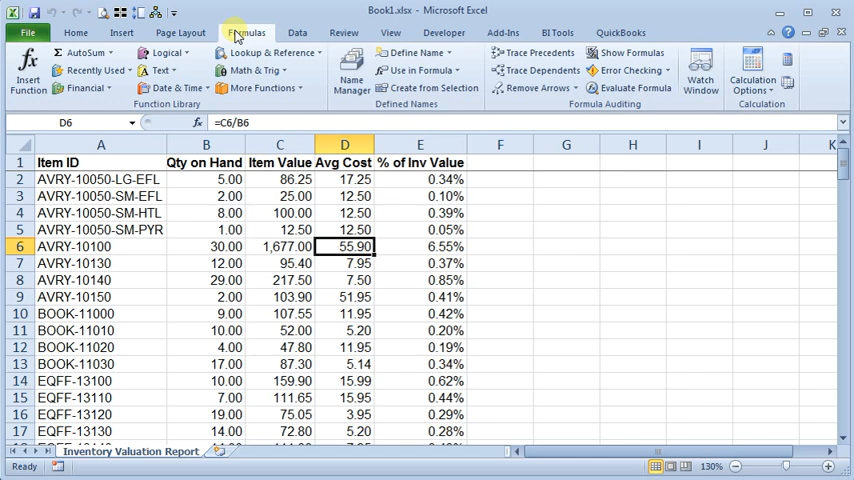 Book1.xlsx - Microsoft Excel
File Home Insert Page Layout Formulas Data Review View Developer Add-Ins BI Tools QuickBooks
fx Insert Function
Σ AutoSum
Recently Used
Financial
Logical
Text
Date & Time
Lookup & Reference
Math & Trig
More Functions
Function Library
Name Manager
Define Name
Use in Formula
Create from Selection
Defined Names
Trace Precedents
Trace Dependents
Remove Arrows
Show Formulas
Error Checking
Evaluate Formula
Formula Auditing
Watch Window
Calculation Options
Calculation
D6 fx =C6/B6
A B C D E F G H I J K
1 Item ID Qty on Hand Item Value Avg Cost % of Inv Value
2 AVRY-10050-LG-EFL 5.00 86.25 17.25 0.34%
3 AVRY-10050-SM-EFL 2.00 25.00 12.50 0.10%
4 AVRY-10050-SM-HTL 8.00 100.00 12.50 0.39%
5 AVRY-10050-SM-PYR 1.00 12.50 12.50 0.05%
6 AVRY-10100 30.00 1,677.00 55.90 6.55%
7 AVRY-10130 12.00 95.40 7.95 0.37%
8 AVRY-10140 29.00 217.50 7.50 0.85%
9 AVRY-10150 2.00 103.90 51.95 0.41%
10 BOOK-11000 9.00 107.55 11.95 0.42%
11 BOOK-11010 10.00 52.00 5.20 0.20%
12 BOOK-11020 4.00 47.80 11.95 0.19%
13 BOOK-11030 17.00 87.30 5.14 0.34%
14 EQFF-13100 10.00 159.90 15.99 0.62%
15 EQFF-13110 7.00 111.65 15.95 0.44%
16 EQFF-13120 19.00 75.05 3.95 0.29%
17 EQFF-13130 14.00 72.80 5.20 0.28%
Inventory Valuation Report
Ready 130%